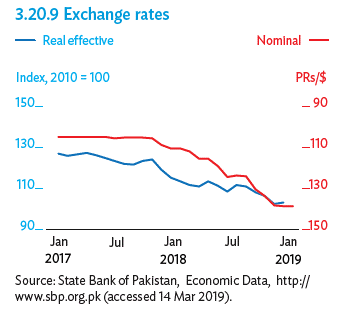 3.20.9 Exchange rates
Real effective Nominal
Index, 2010 = 100 PRs/$
150 90
130 110
110 130
90 150
Jan Jul Jan Jul Jan
2017 2018 2019
Source: State Bank of Pakistan, Economic Data, http://
www.sbp.org.pk (accessed 14 Mar 2019).